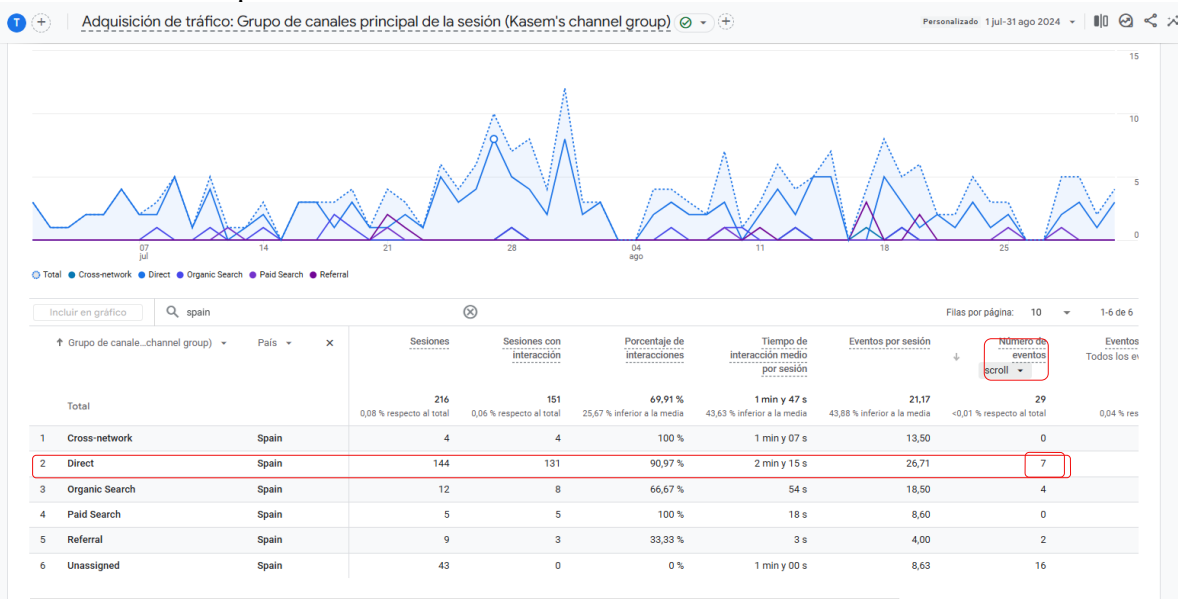 T
Adquisición de tráfico: Grupo de canales principal de la sesión (Kasem's channel group)
Personalizado 1 jul-31 ago 2024
15
10
5
0
07
jul
14
21
28
04
ago
11
18
25
Total Cross-network Direct Organic Search Paid Search Referral
Incluir en gráfico
spain
Filas por página: 10 1-6 de 6
↑ Grupo de canale...channel group) País ×
Sesiones
Sesiones con
interacción
Porcentaje de
interacciones
Tiempo de
interacción medio
por sesión
Eventos por sesión
↓ Número de
eventos
scroll
Eventos
Todos los
Total 216 151 69,91 % 1 min y 47 s 21,17 29
0,08 % respecto al total 0,06 % respecto al total 25,67 % inferior a la media 43,63 % inferior a la media 43,88 % inferior a la media <0,01 % respecto al total 0,04 %
1 Cross-network Spain 4 4 100 % 1 min y 07 s 13,50 0
2 Direct Spain 144 131 90,97 % 2 min y 15 s 26,71 7
3 Organic Search Spain 12 8 66,67 % 54 s 18,50 4
4 Paid Search Spain 5 5 100 % 18 s 8,60 0
5 Referral Spain 9 3 33,33 % 3 s 4,00 2
6 Unassigned Spain 43 0 0 % 1 min y 00 s 8,63 16